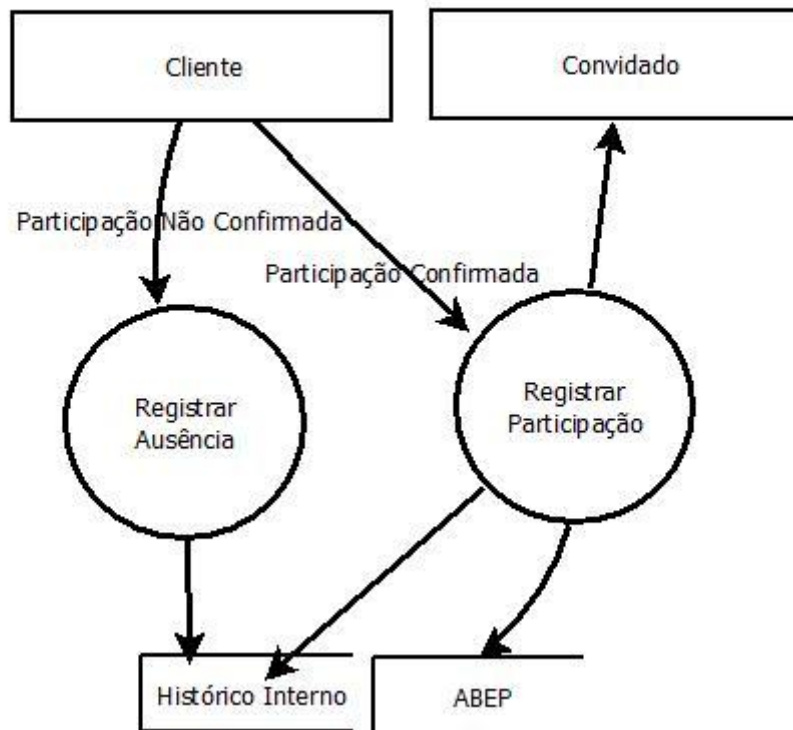 Cliente
Convidado
Participação Não Confirmada
Participação Confirmada
Registrar
Ausência
Registrar
Participação
Histórico Interno
ABEP